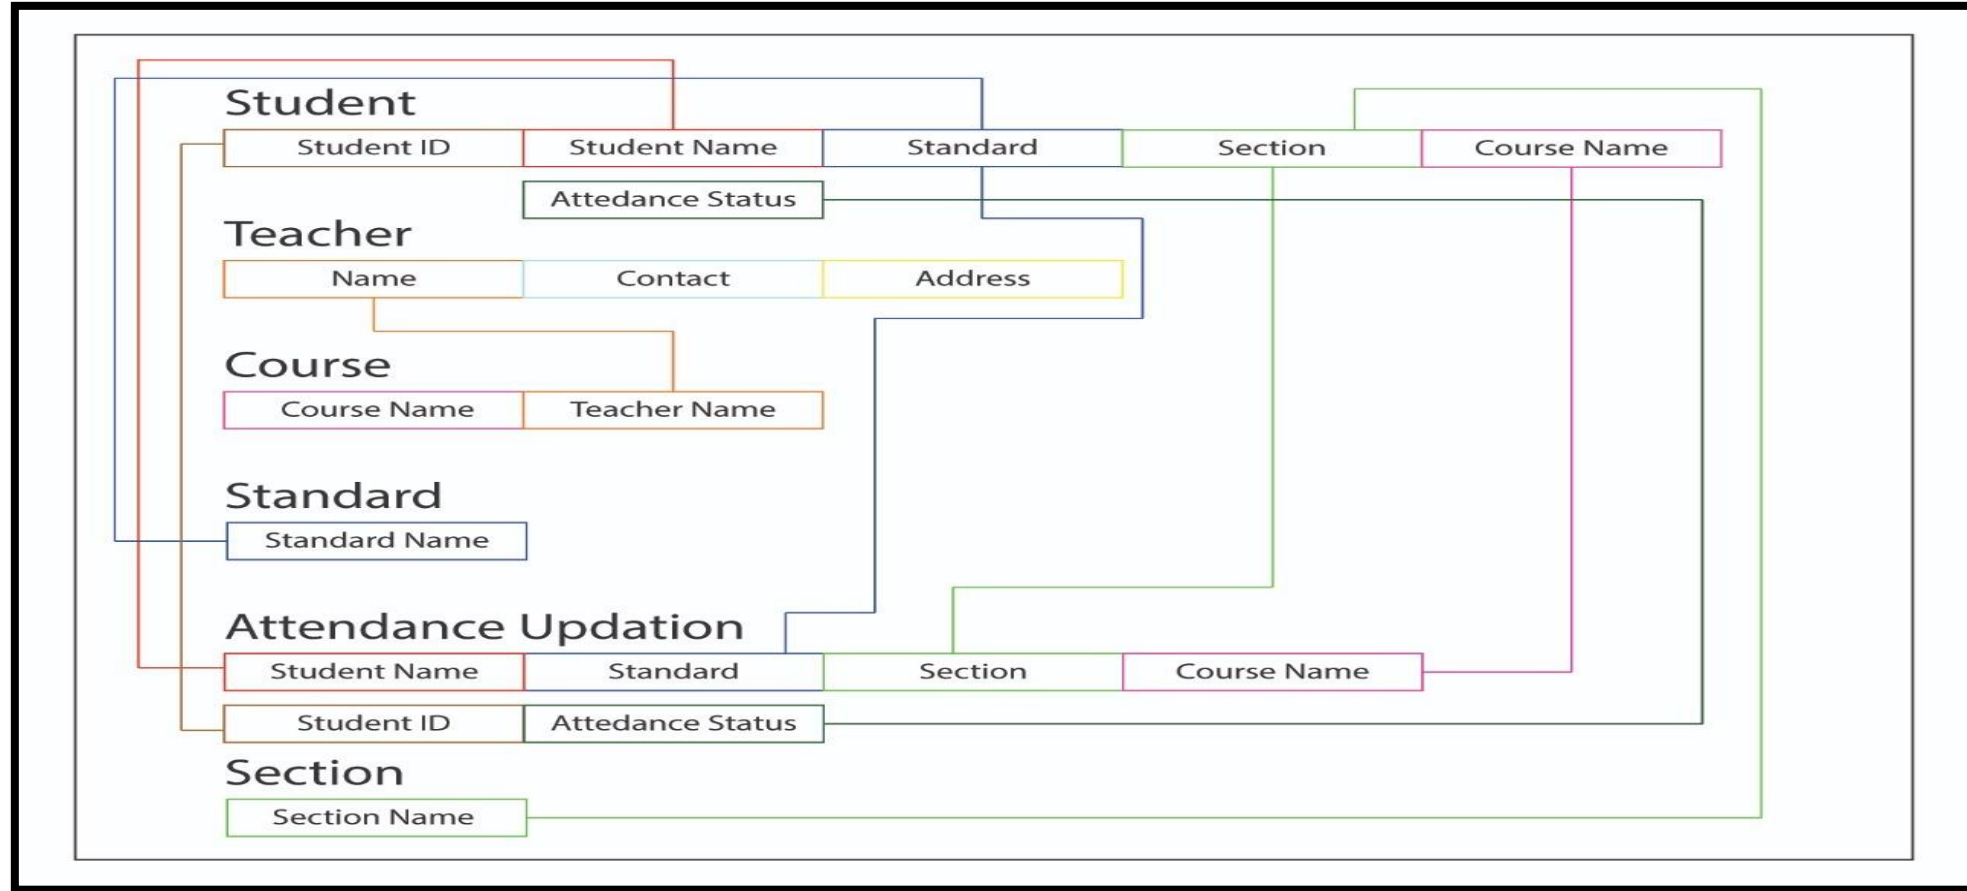 Student
Student ID Student Name Standard Section Course Name
Attedance Status
Teacher
Name Contact Address
Course
Course Name Teacher Name
Standard
Standard Name
Attendance Updation
Student Name Standard Section Course Name
Student ID Attedance Status
Section
Section Name